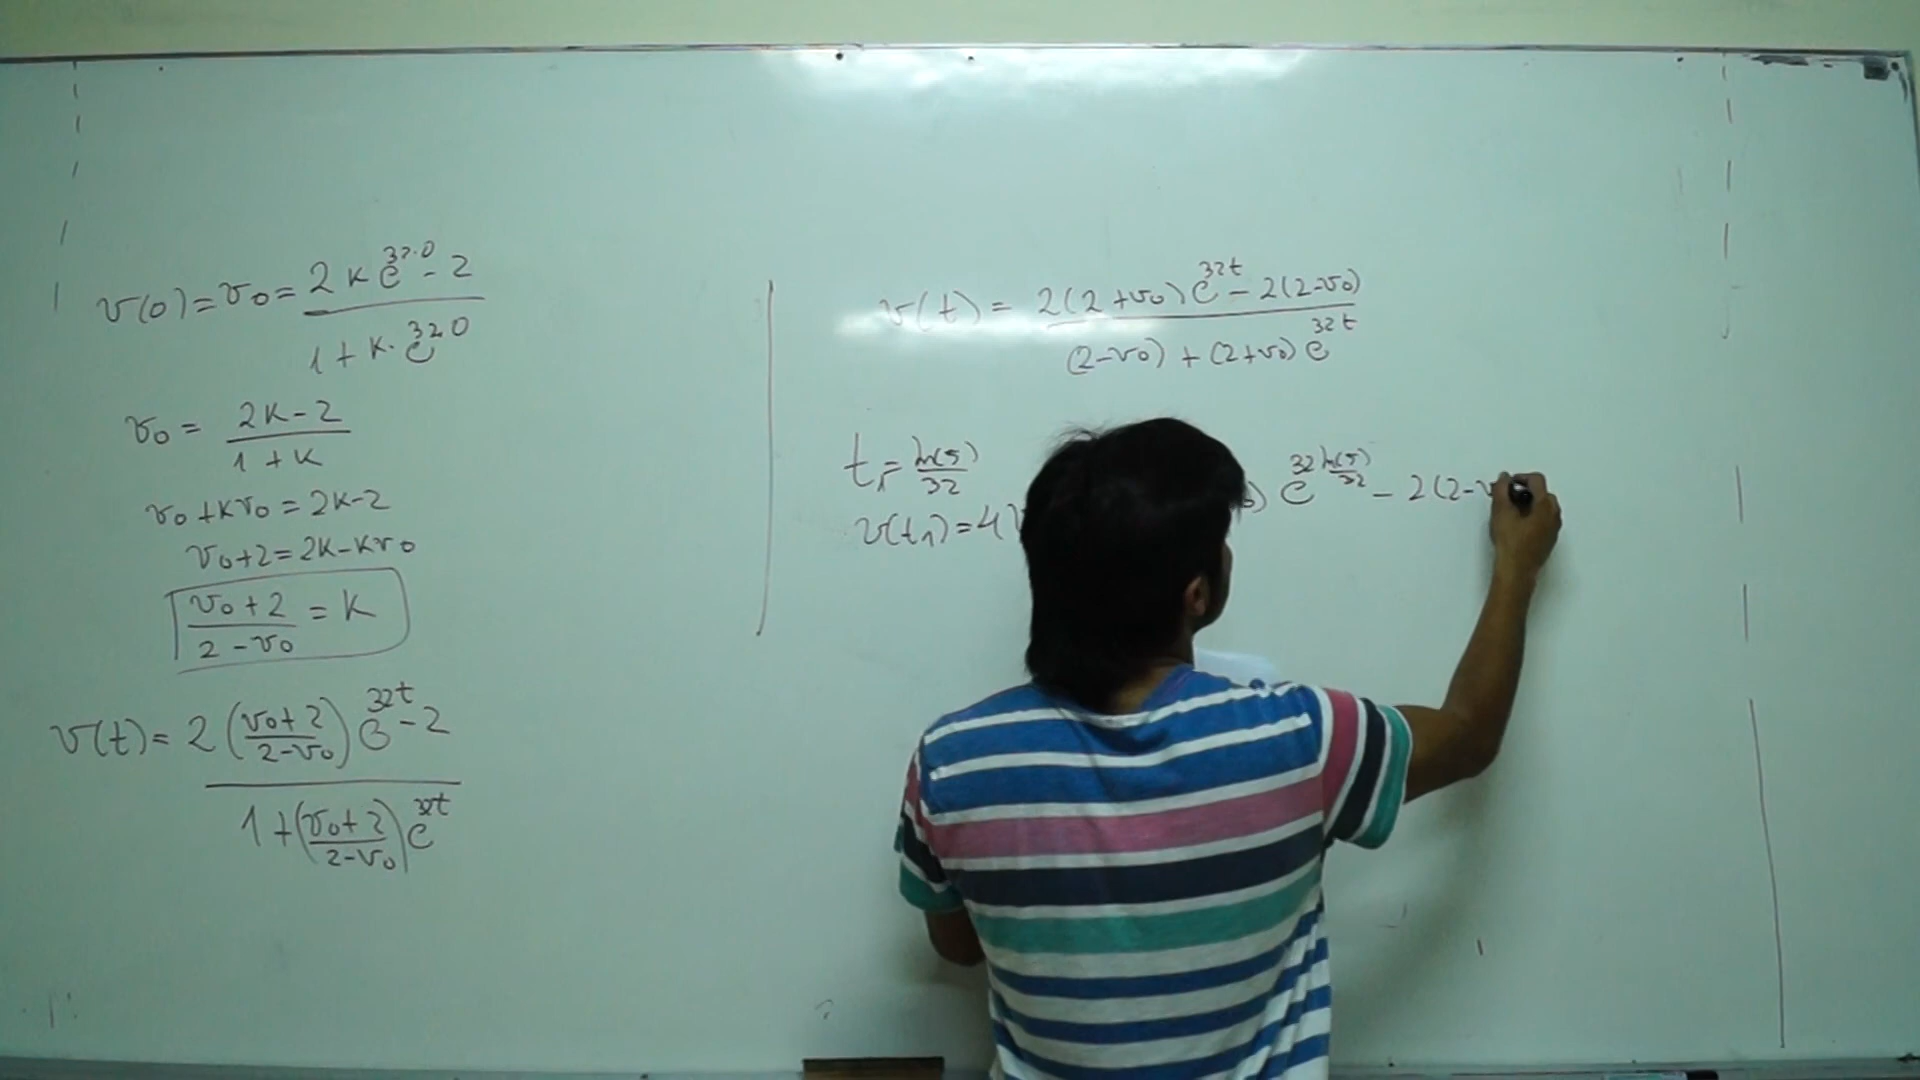 v(0)=v₀= (2ke^{32.0} - 2)/(1 + k.e^{320})
v₀ = (2k-2)/(1+k)
v₀+kv₀ = 2k-2
v₀+2=2k-kv₀
(v₀+2)/(2-v₀) = k
v(t)= (2((v₀+2)/(2-v₀))e^{32t} - 2)/(1+((v₀+2)/(2-v₀))e^{32t})
v(t) = (2(2+v₀)e^{32t} - 2(2-v₀))/((2-v₀) + (2+v₀)e^{32t})
t₁= ln(5)/32
v(t₁)=4 ) e^{32 ln(5)/32} - 2(2-v